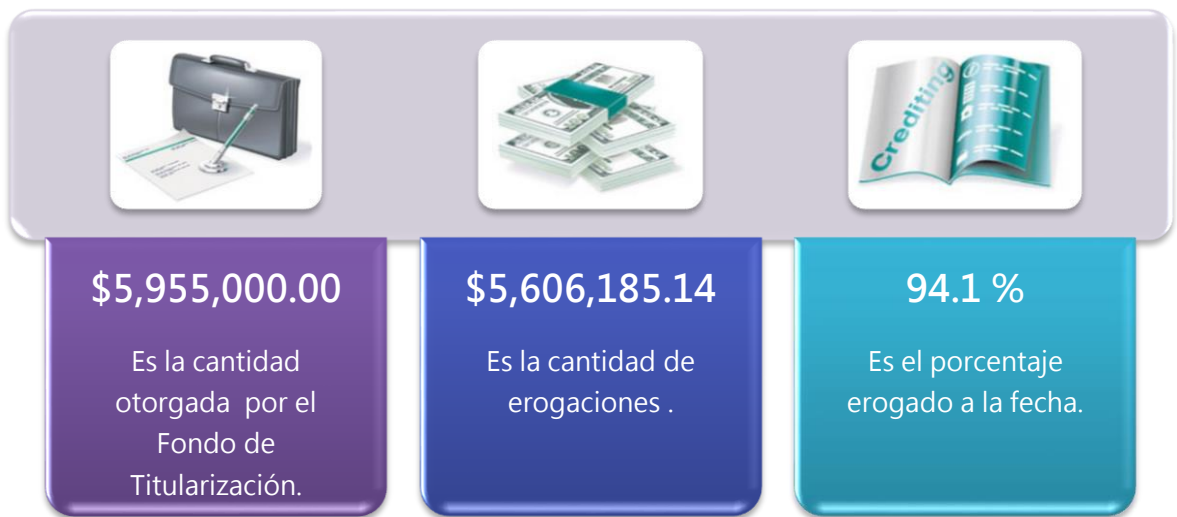 Crediting
$5,955,000.00
Es la cantidad
otorgada por el
Fondo de
Titularización.
$5,606,185.14
Es la cantidad de
erogaciones .
94.1 %
Es el porcentaje
erogado a la fecha.